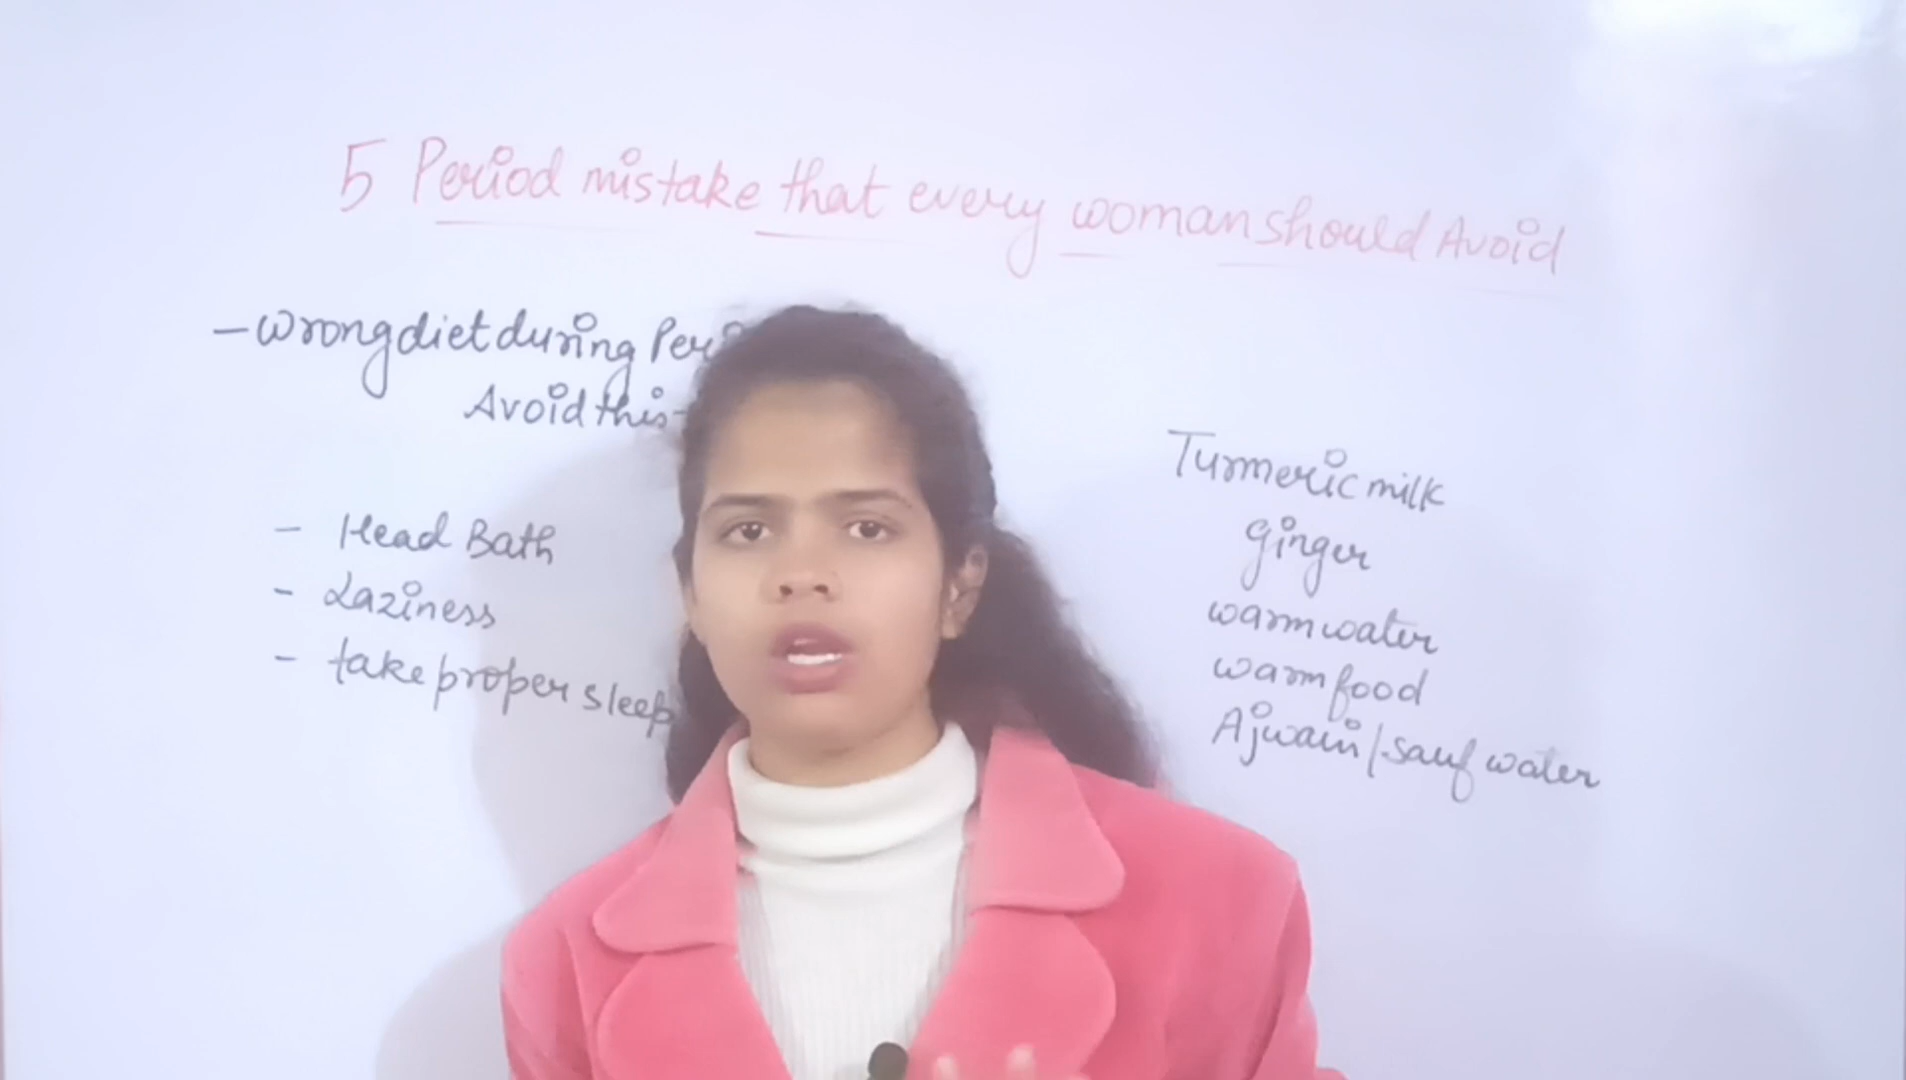 5 Period mistake that every woman should Avoid
- wrong diet during
Avoid this-
- Head Bath
- Laziness
- take proper sleep
Turmeric milk
ginger
warm water
warm food
Ajwain/sauf water